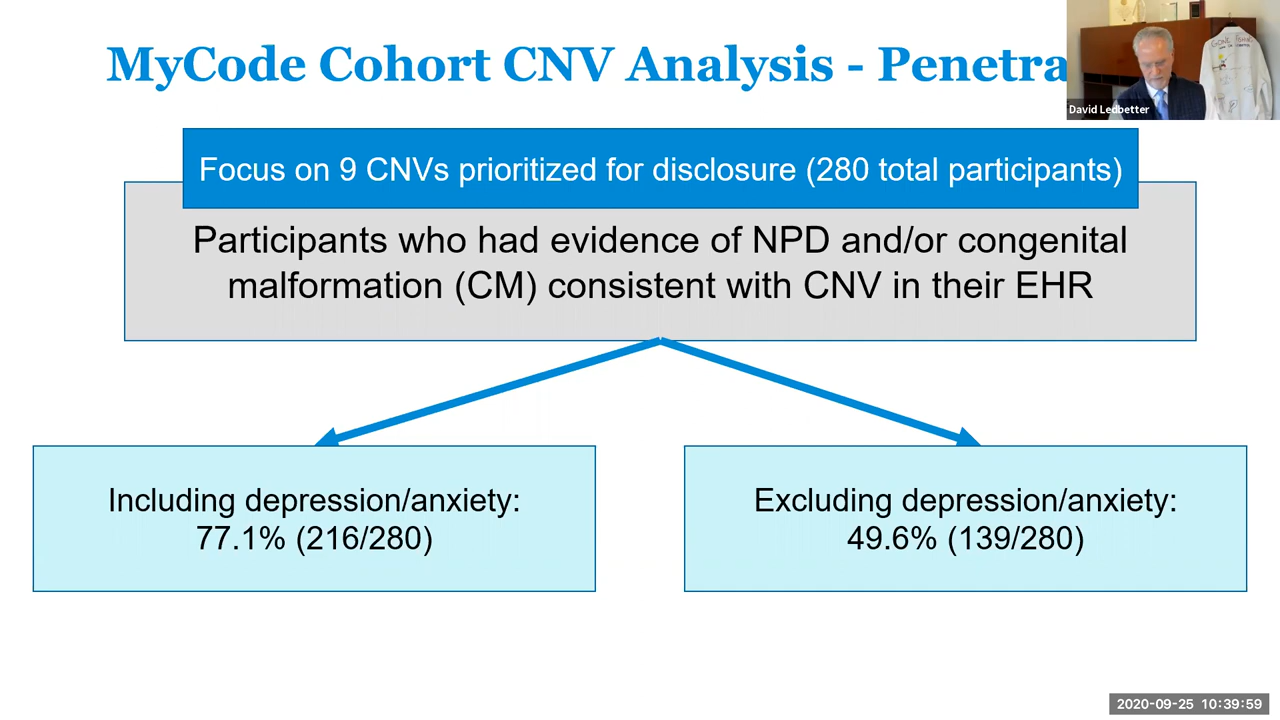 MyCode Cohort CNV Analysis - Penetra
David Ledbetter
Focus on 9 CNVs prioritized for disclosure (280 total participants)
Participants who had evidence of NPD and/or congenital
malformation (CM) consistent with CNV in their EHR
Including depression/anxiety:
77.1% (216/280)
Excluding depression/anxiety:
49.6% (139/280)
2020-09-25 10:39:59